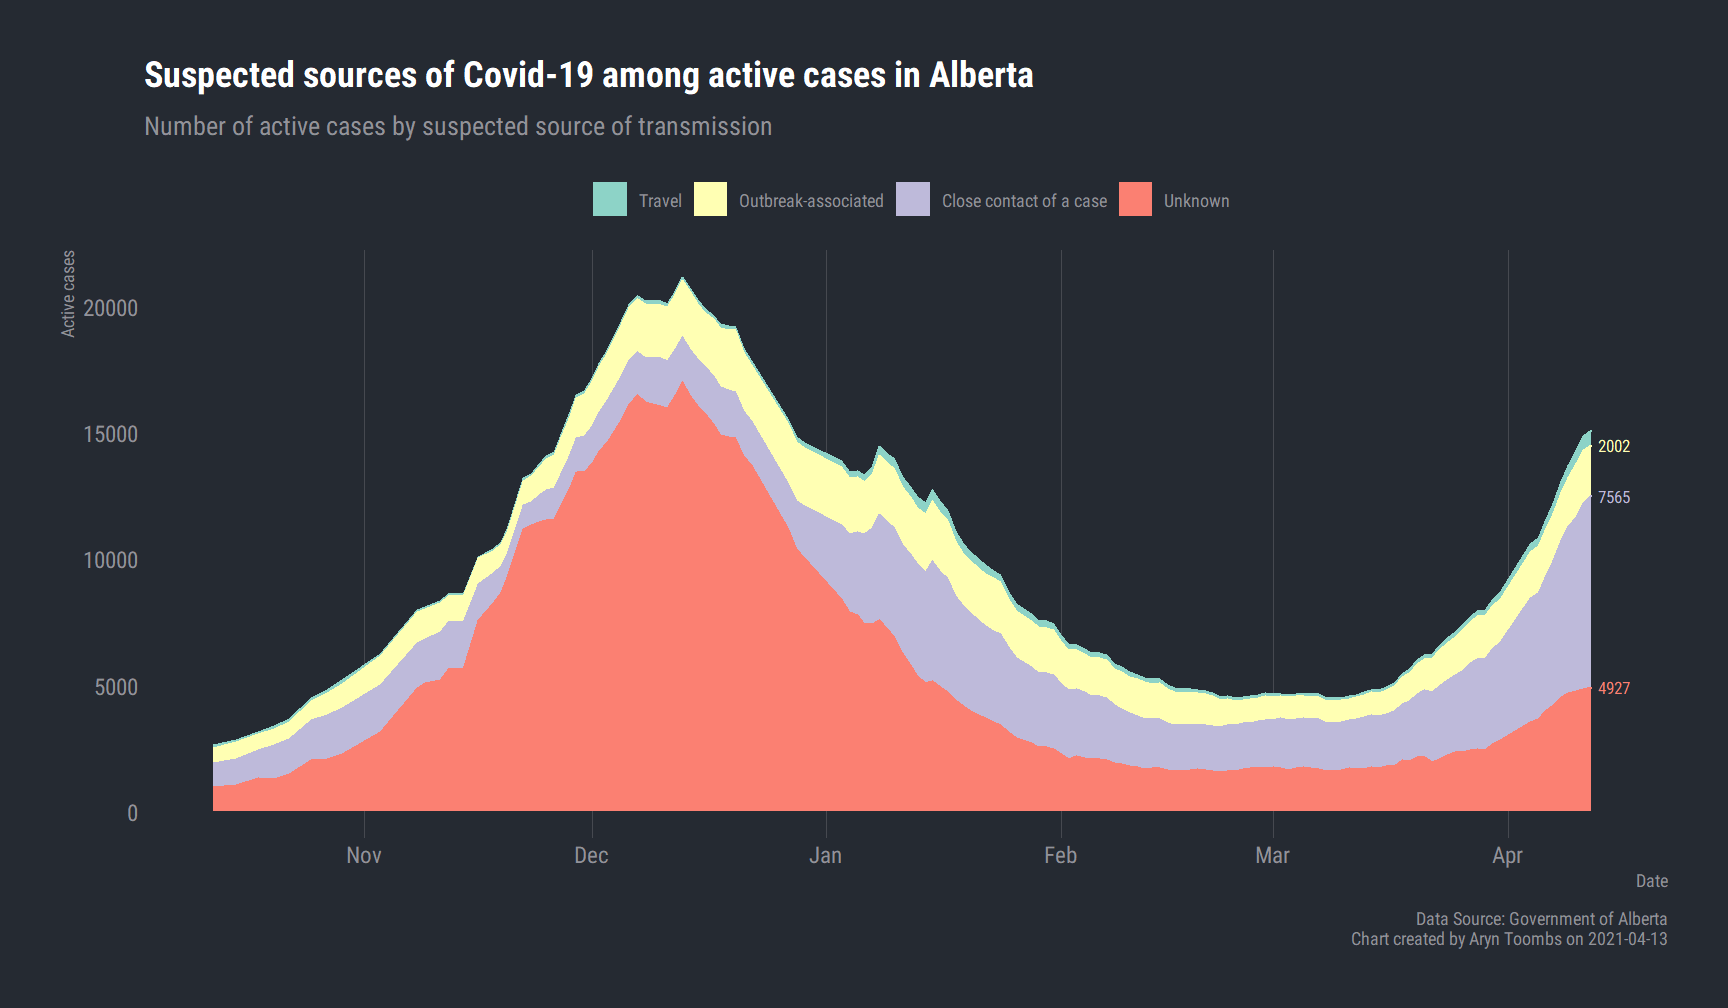 Suspected sources of Covid-19 among active cases in Alberta
Number of active cases by suspected source of transmission
Travel
Outbreak-associated
Close contact of a case
Unknown
Active cases
20000
15000
10000
5000
0
2002
7565
4927
Nov
Dec
Jan
Feb
Mar
Apr
Date
Data Source: Government of Alberta
Chart created by Aryn Toombs on 2021-04-13